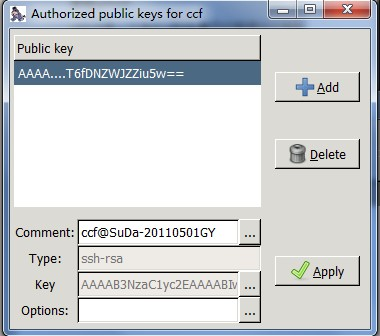 Authorized public keys for ccf
Public key
AAAA....T6fDNZWJZZiu5w==
Add
Delete
Comment: ccf@SuDa-20110501GY ...
Type: ssh-rsa
Apply
Key AAAAB3NzaC1yc2EAAAABIw ...
Options: ...